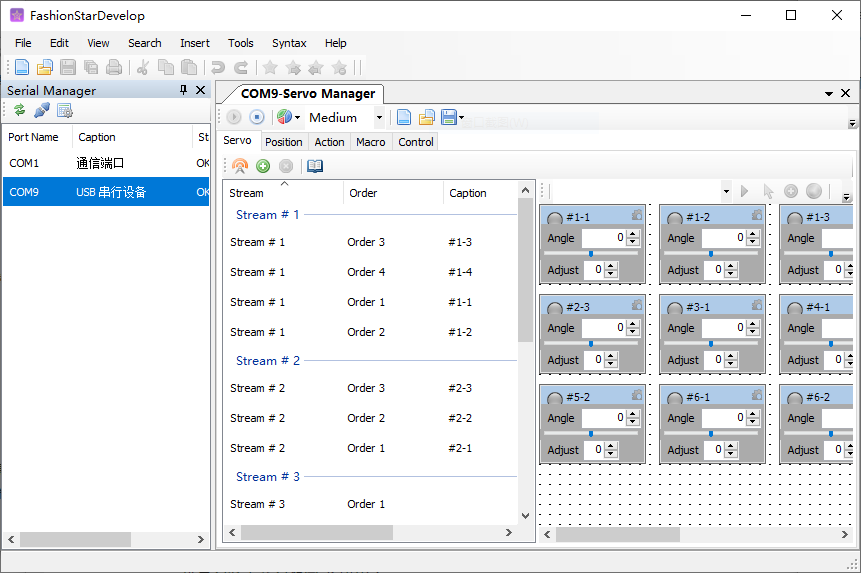 FashionStarDevelop
File Edit View Search Insert Tools Syntax Help
Serial Manager
Port Name Caption St
COM1 通信端口 OK
COM9 USB 串行设备 OK
COM9-Servo Manager
Medium
Servo Position Action Macro Control
Stream Order Caption
Stream # 1
Stream # 1 Order 3 #1-3
Stream # 1 Order 4 #1-4
Stream # 1 Order 1 #1-1
Stream # 1 Order 2 #1-2
Stream # 2
Stream # 2 Order 3 #2-3
Stream # 2 Order 2 #2-2
Stream # 2 Order 1 #2-1
Stream # 3
Stream # 3 Order 1
#1-1 #1-2 #1-3
Angle 0 Angle 0 Angle
Adjust 0 Adjust 0 Adjust 0
#2-3 #3-1 #4-1
Angle 0 Angle 0 Angle
Adjust 0 Adjust 0 Adjust 0
#5-2 #6-1 #6-2
Angle 0 Angle 0 Angle
Adjust 0 Adjust 0 Adjust 0